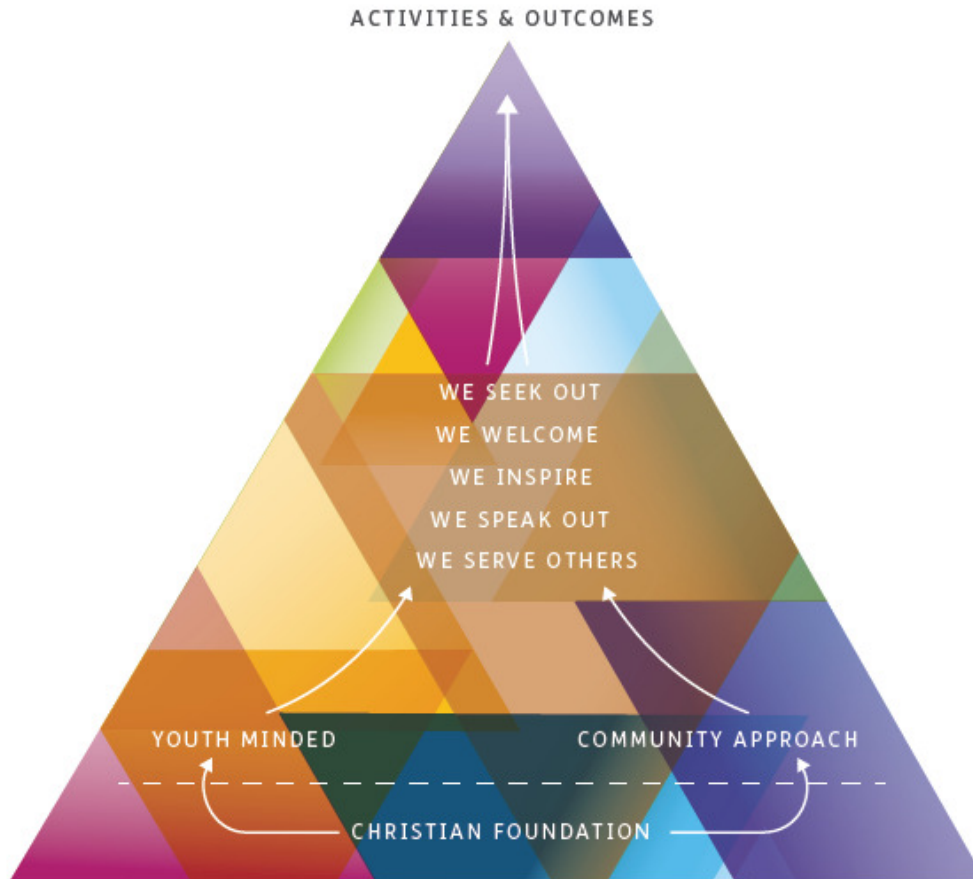 ACTIVITIES & OUTCOMES
WE SEEK OUT
WE WELCOME
WE INSPIRE
WE SPEAK OUT
WE SERVE OTHERS
YOUTH MINDED
COMMUNITY APPROACH
CHRISTIAN FOUNDATION